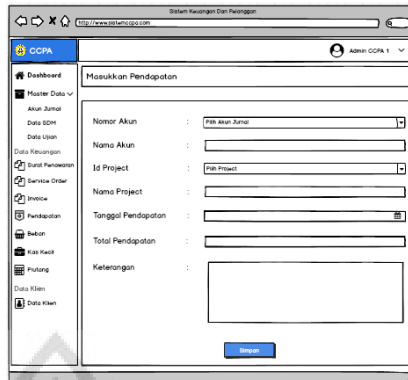 Sistem Keuangan Dan Pelanggan
http://www.sistemccpa.com
CCPA
Admin CCPA 1
Dashboard
Master Data
Akun Jurnal
Data SDM
Data Ujian
Data Keuangan
Surat Penawaran
Service Order
Invoice
Pendapatan
Beban
Kas Kecil
Piutang
Data Klien
Data Klien
Masukkan Pendapatan
Nomor Akun : Pilih Akun Jurnal
Nama Akun :
Id Project : Pilih Project
Nama Project :
Tanggal Pendapatan :
Total Pendapatan :
Keterangan :
Simpan